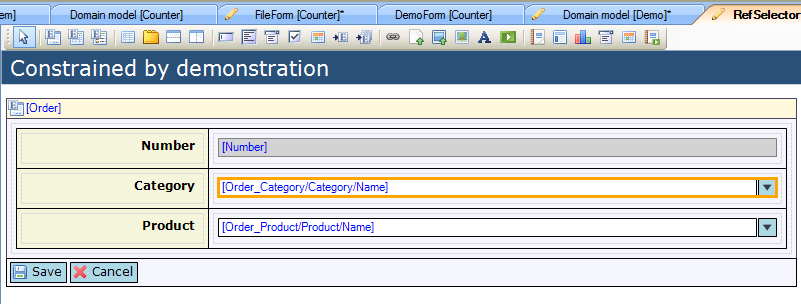 em] Domain model [Counter] FileForm [Counter]* DemoForm [Counter] Domain model [Demo]* RefSelector
Constrained by demonstration
[Order]
Number [Number]
Category [Order_Category/Category/Name]
Product [Order_Product/Product/Name]
Save Cancel